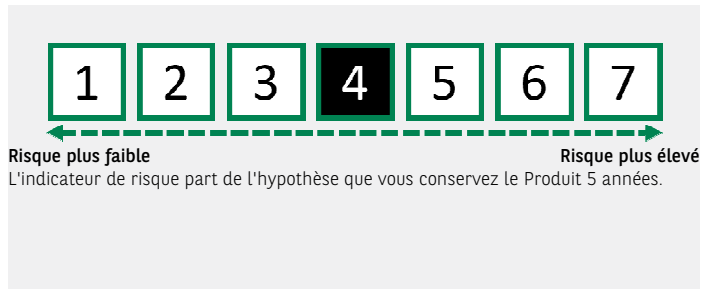 1 2 3 4 5 6 7
Risque plus faible Risque plus élevé
L'indicateur de risque part de l'hypothèse que vous conservez le Produit 5 années.